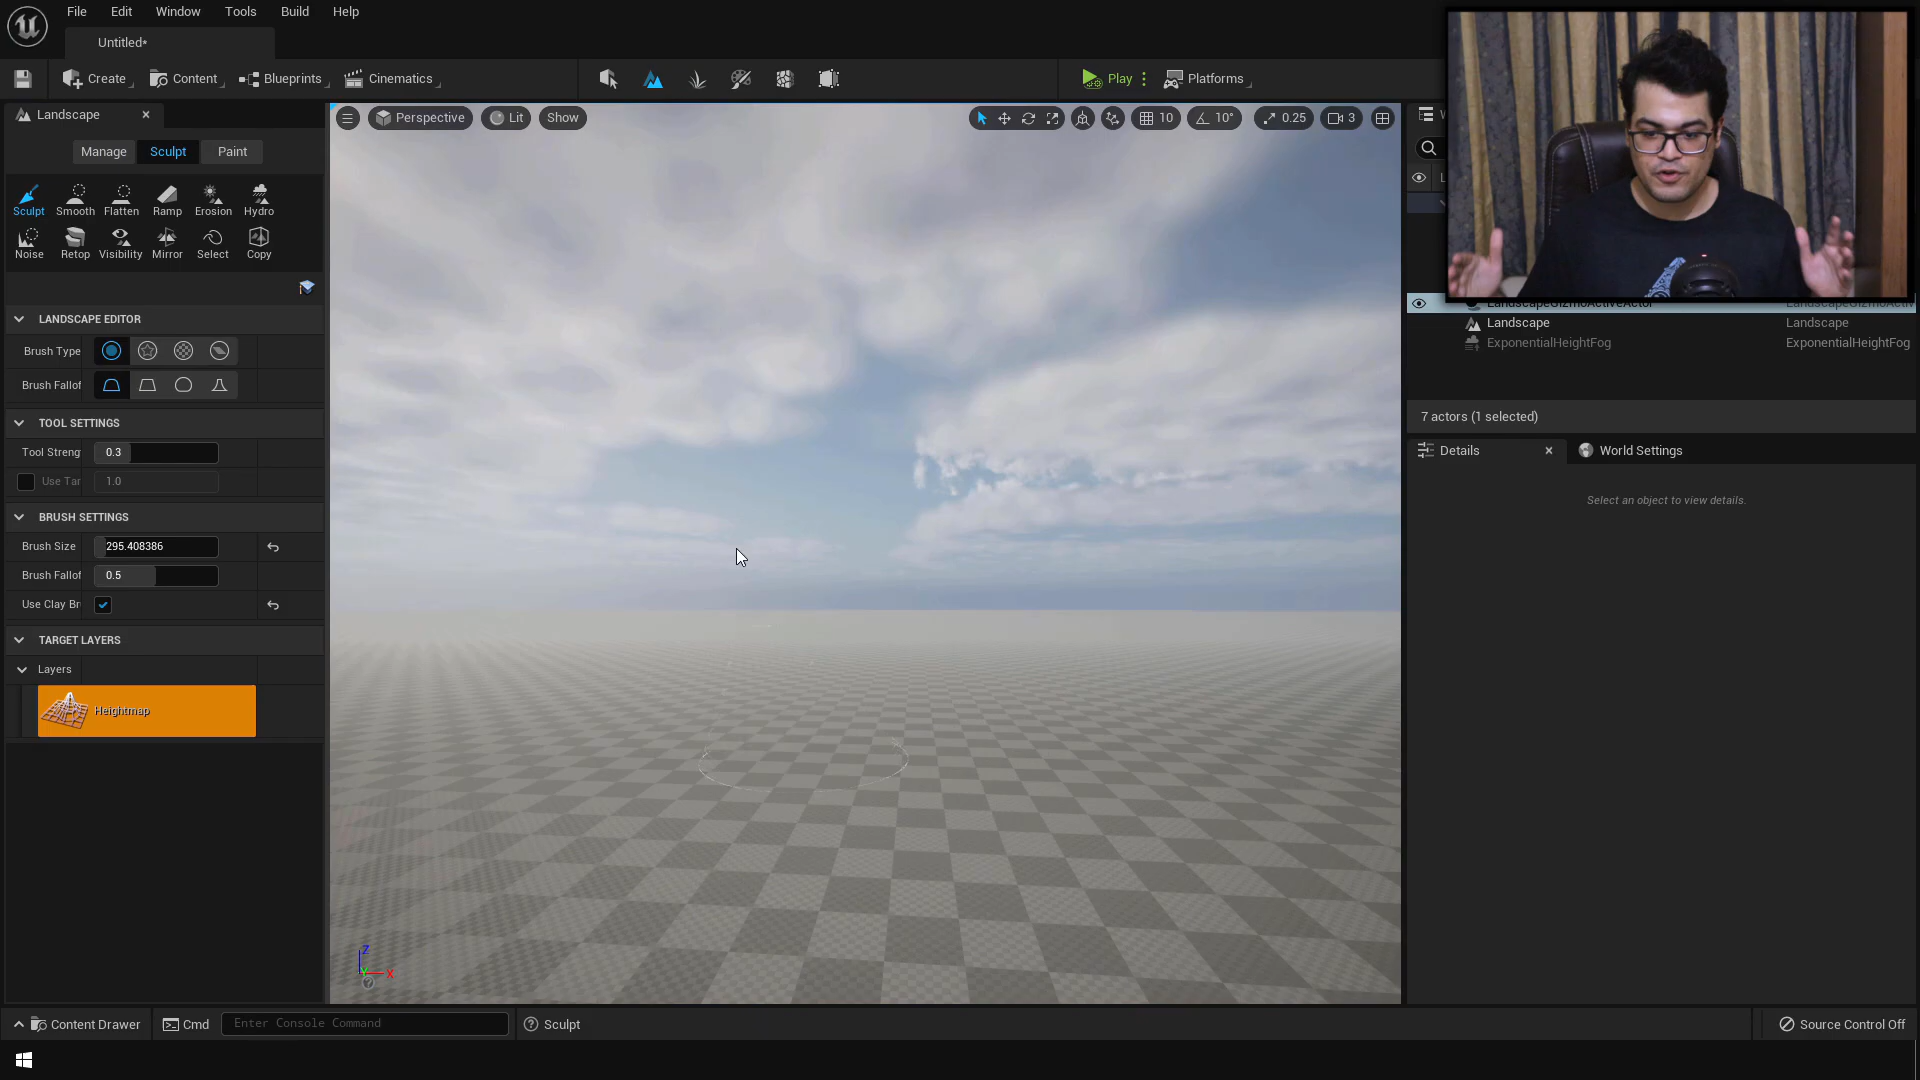 File Edit Window Tools Build Help
Untitled*
Create Content Blueprints Cinematics Play Platforms
Landscape
Manage Sculpt Paint
Sculpt Smooth Flatten Ramp Erosion Hydro
Noise Retop Visibility Mirror Select Copy
LANDSCAPE EDITOR
Brush Type
Brush Fallof
TOOL SETTINGS
Tool Streng 0.3
Use Tar 1.0
BRUSH SETTINGS
Brush Size 295.408386
Brush Fallof 0.5
Use Clay Br
TARGET LAYERS
Layers
Heightmap
Perspective Lit Show 10 10° 0.25 3
Z
Y X
LandscapeGizmoActiveActor LandscapeGizmoActiv
Landscape Landscape
ExponentialHeightFog ExponentialHeightFog
7 actors (1 selected)
Details World Settings
Select an object to view details.
Content Drawer Cmd Enter Console Command Sculpt Source Control Off